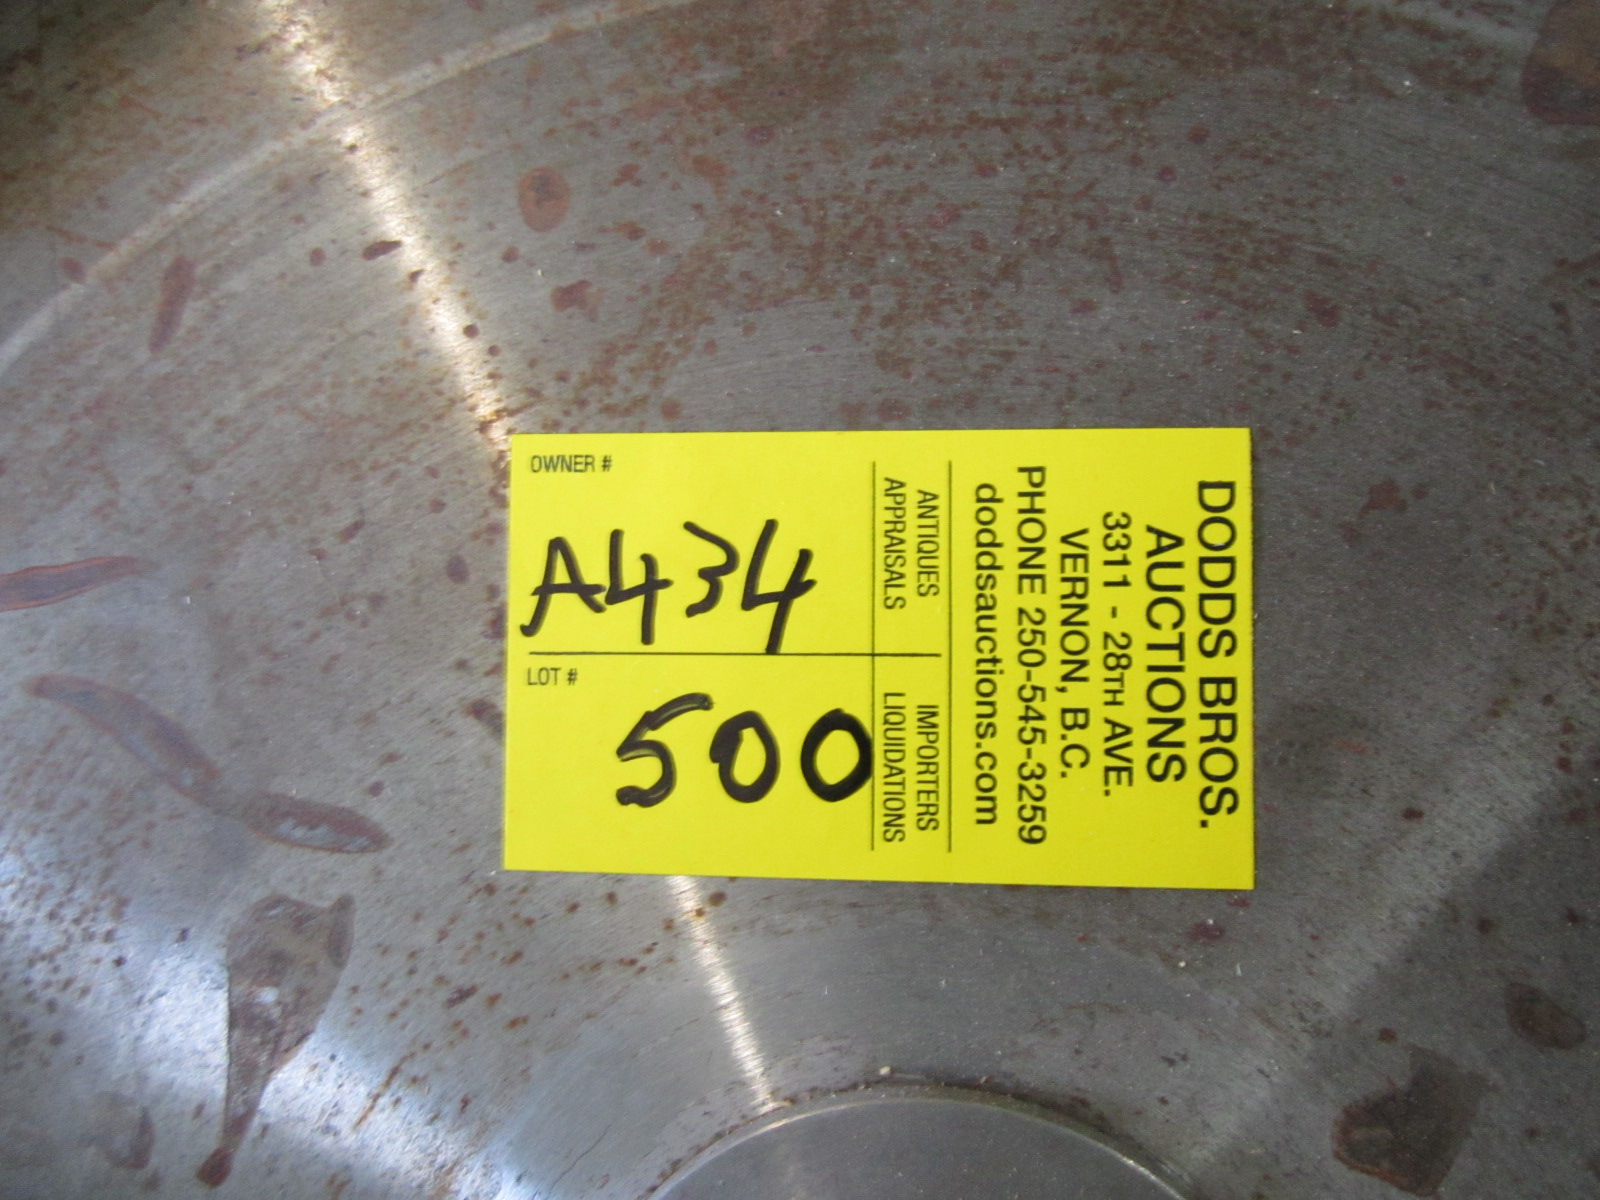 DODDS BROS.
AUCTIONS
3311 - 28TH AVE.
VERNON, B.C.
PHONE 250-545-3259
doddsauctions.com
ANTIQUES
APPRAISALS
IMPORTERS
LIQUIDATIONS
OWNER #
A434
LOT #
500